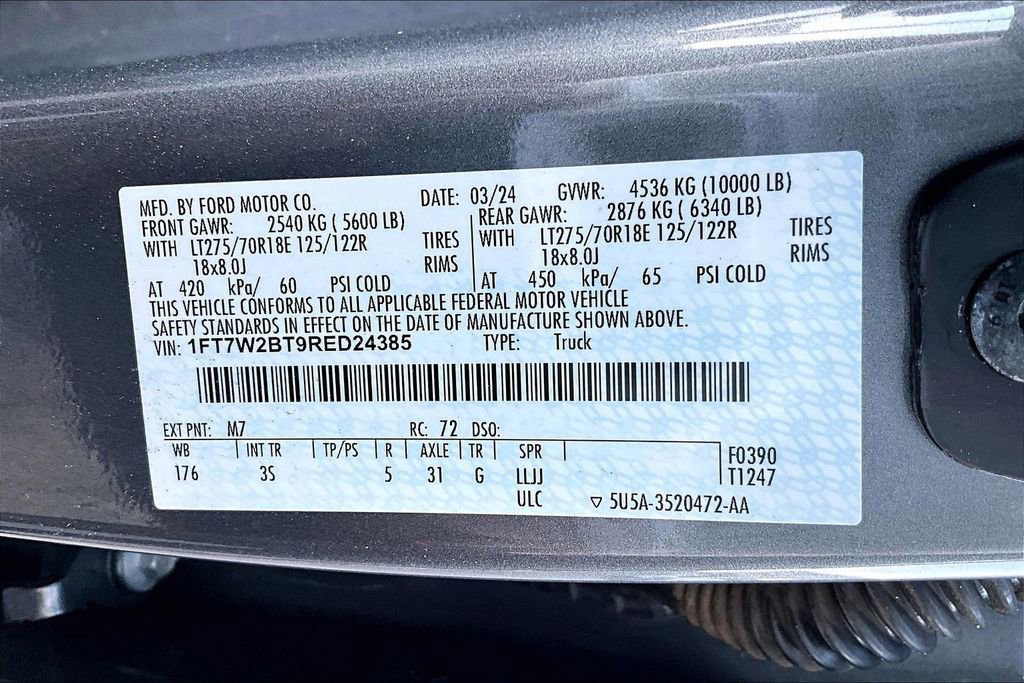 MFD. BY FORD MOTOR CO. DATE: 03/24 GVWR: 4536 KG (10000 LB)
FRONT GAWR: 2540 KG ( 5600 LB) REAR GAWR: 2876 KG ( 6340 LB)
WITH LT275/70R18E 125/122R TIRES WITH LT275/70R18E 125/122R TIRES
18x8.0J RIMS 18x8.0J RIMS
AT 420 kPa/ 60 PSI COLD AT 450 kPa/ 65 PSI COLD
THIS VEHICLE CONFORMS TO ALL APPLICABLE FEDERAL MOTOR VEHICLE
SAFETY STANDARDS IN EFFECT ON THE DATE OF MANUFACTURE SHOWN ABOVE.
VIN: 1FT7W2BT9RED24385 TYPE: Truck
EXT PNT: M7 RC: 72 DSO:
WB INT TR TP/PS R AXLE TR SPR F0390
176 3S 5 31 G LLJJ T1247
ULC ▽ 5U5A-3520472-AA